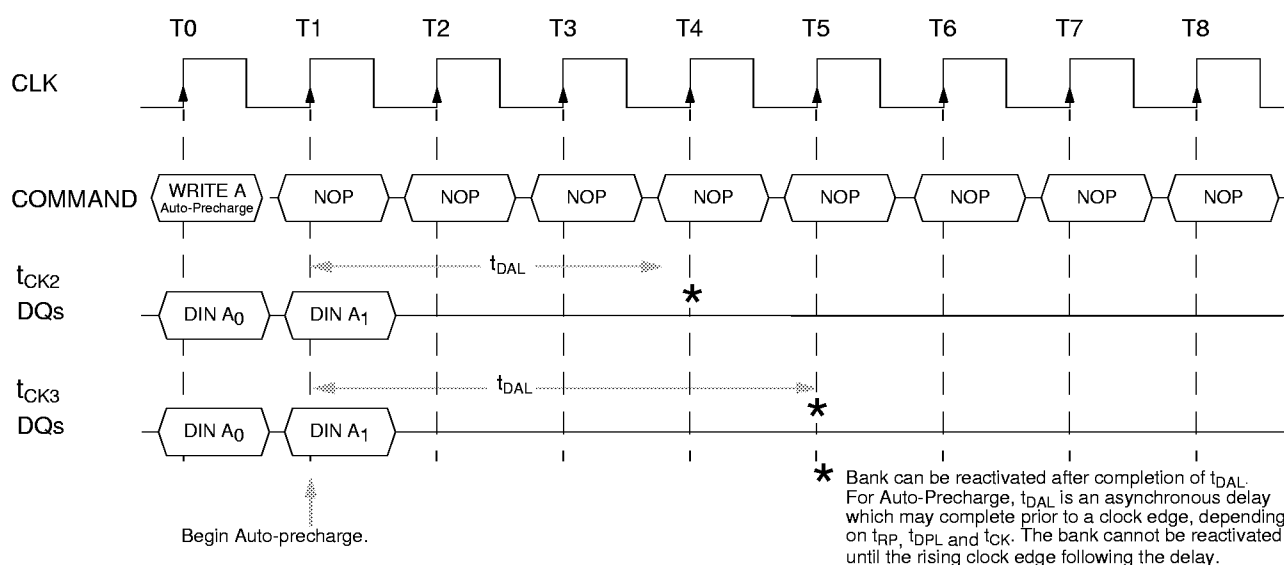 T0 T1 T2 T3 T4 T5 T6 T7 T8
CLK
COMMAND
WRITE A
Auto-Precharge
NOP NOP NOP NOP NOP NOP NOP NOP
tCK2
tDAL
*
DQs
DIN A0 DIN A1
tCK3
tDAL
*
DQs
DIN A0 DIN A1
Begin Auto-precharge.
* Bank can be reactivated after completion of tDAL.
For Auto-Precharge, tDAL is an asynchronous delay
which may complete prior to a clock edge, depending
on tRP, tDPL and tCK. The bank cannot be reactivated
until the rising clock edge following the delay.